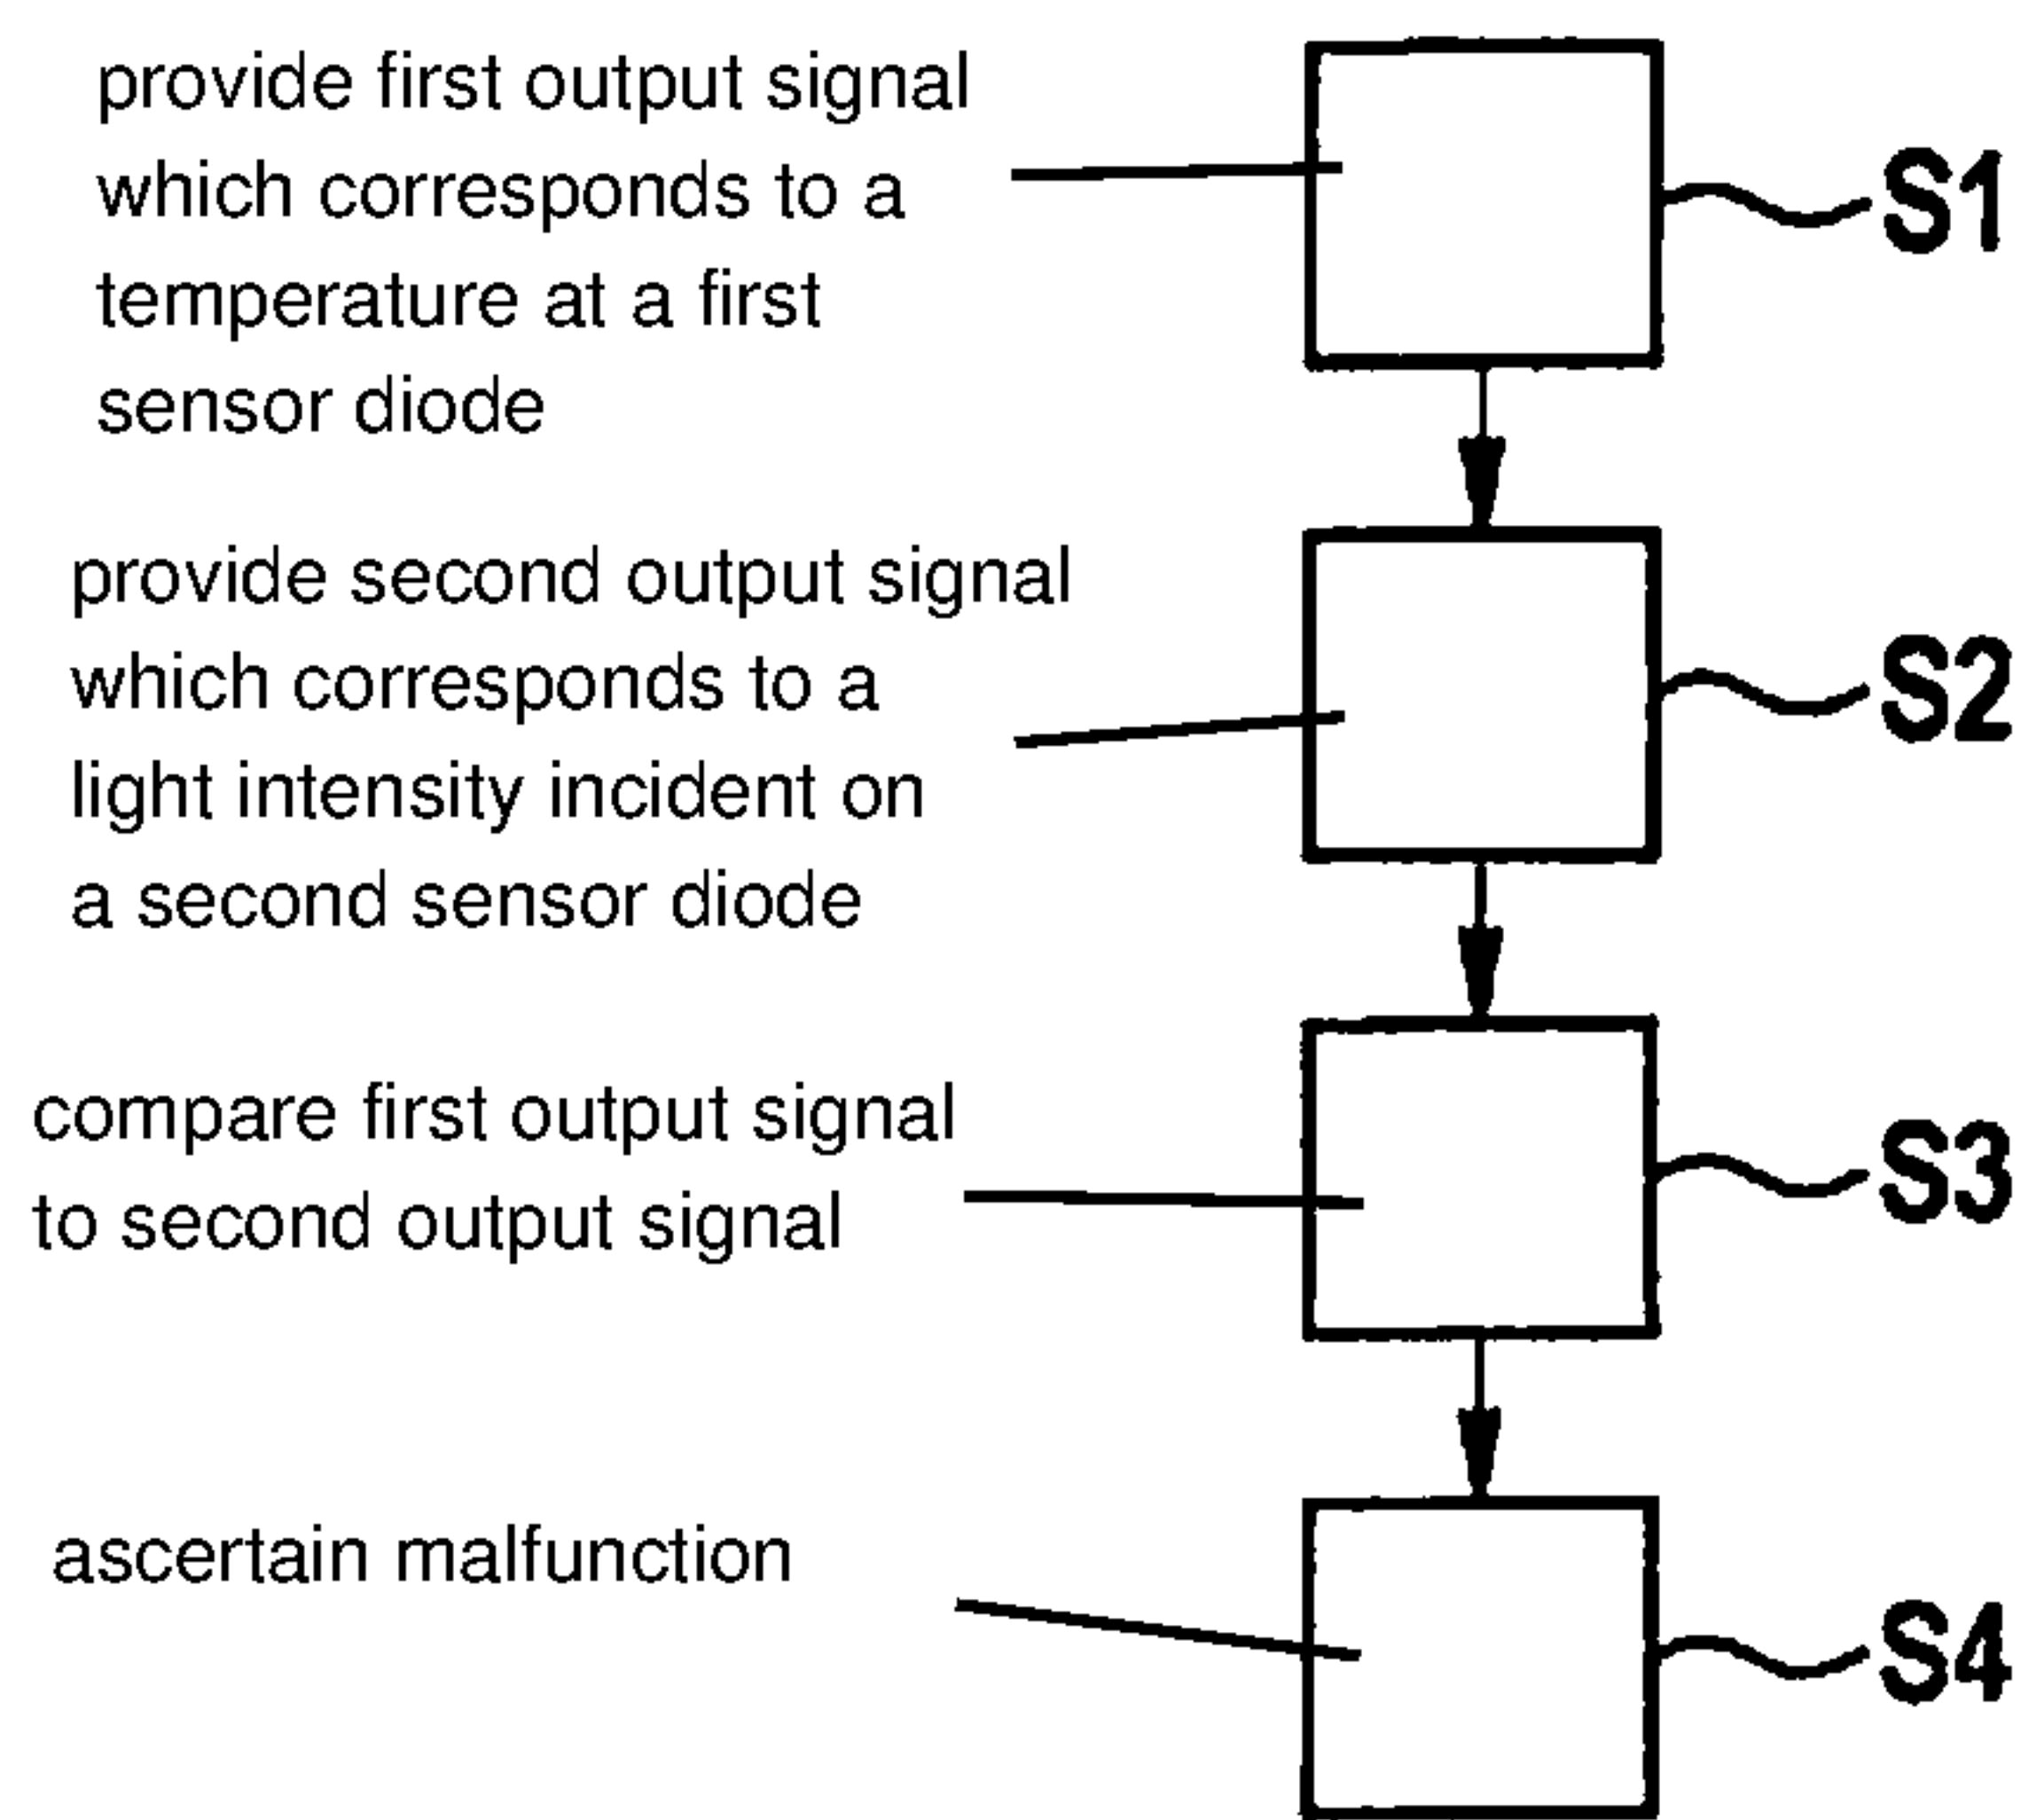 provide first output signal
which corresponds to a
temperature at a first
sensor diode
S1
provide second output signal
which corresponds to a
light intensity incident on
a second sensor diode
S2
compare first output signal
to second output signal
S3
ascertain malfunction
S4